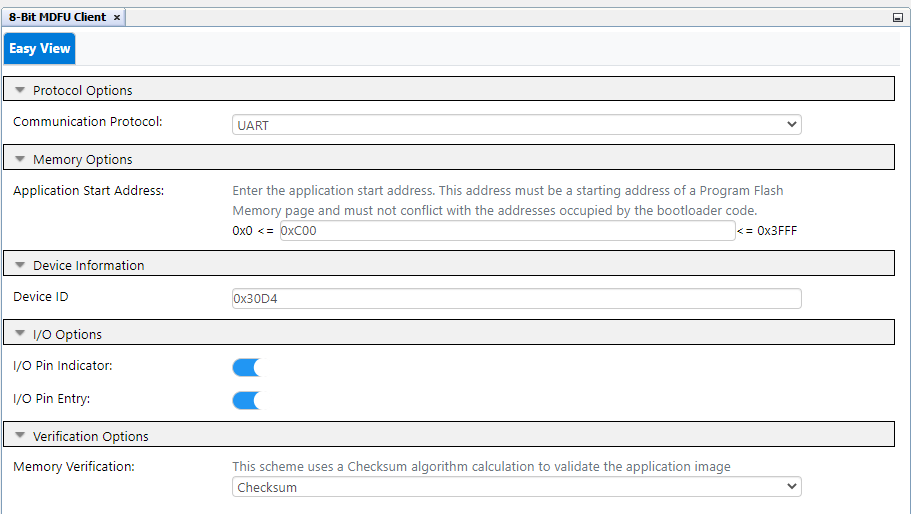 8-Bit MDFU Client ×
Easy View
Protocol Options
Communication Protocol:
UART
Memory Options
Application Start Address:
Enter the application start address. This address must be a starting address of a Program Flash
Memory page and must not conflict with the addresses occupied by the bootloader code.
0x0 <= 0xC00 <= 0x3FFF
Device Information
Device ID
0x30D4
I/O Options
I/O Pin Indicator:
I/O Pin Entry:
Verification Options
Memory Verification:
This scheme uses a Checksum algorithm calculation to validate the application image
Checksum